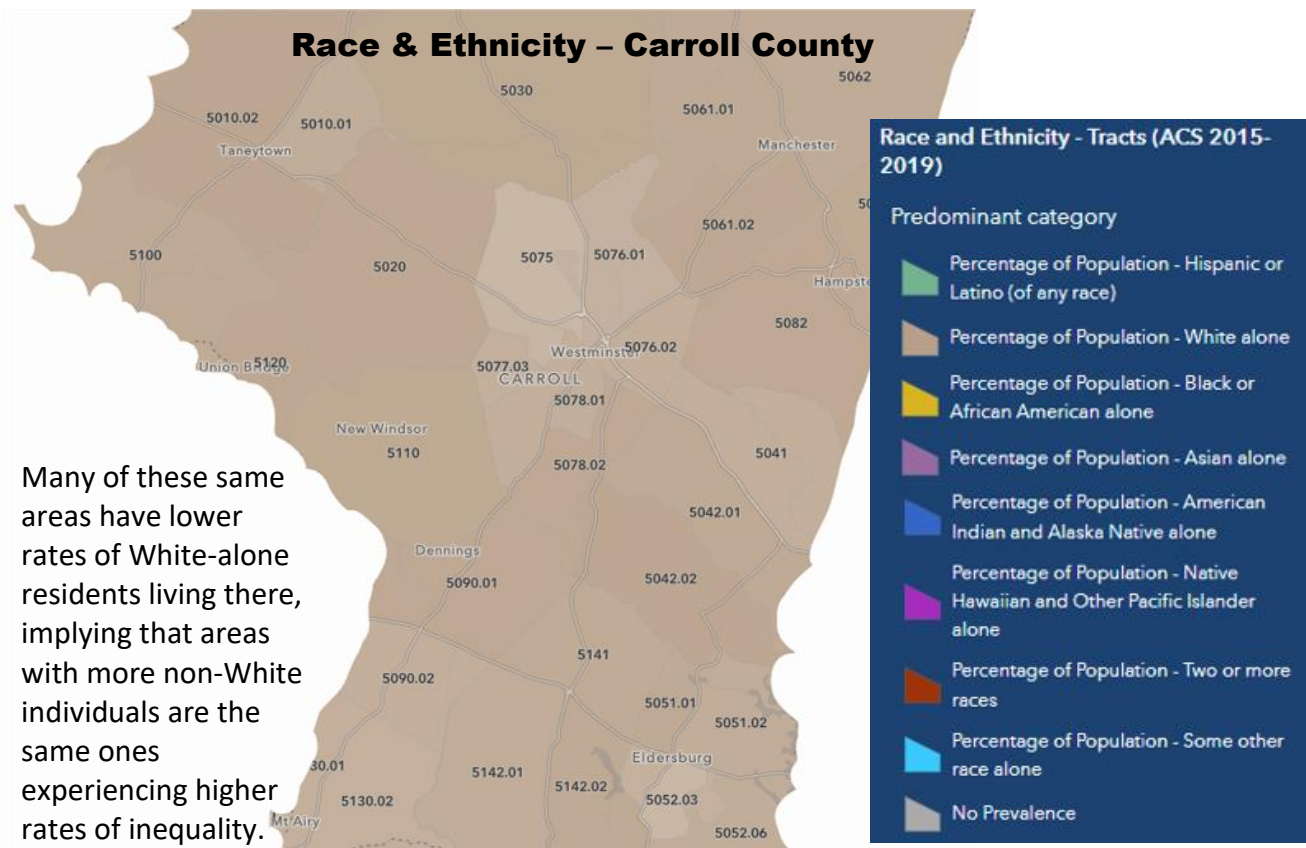 Race & Ethnicity – Carroll County
5062
5030
5061.01
5010.02
5010.01
Taneytown
Manchester
5061.02
5100
5020
5075
5076.01
Hampste
5082
Westminster
5076.02
Union Bridge
5120
5077.03
CARROLL
5078.01
New Windsor
5110
5078.02
5041
5042.01
Dennings
5090.01
5042.02
5141
5090.02
5051.01
5051.02
Eldersburg
30.01
5142.01
5142.02
5130.02
5052.03
Mt Airy
5052.06
Many of these same
areas have lower
rates of White-alone
residents living there,
implying that areas
with more non-White
individuals are the
same ones
experiencing higher
rates of inequality.
Race and Ethnicity - Tracts (ACS 2015-
2019)
Predominant category
Percentage of Population - Hispanic or
Latino (of any race)
Percentage of Population - White alone
Percentage of Population - Black or
African American alone
Percentage of Population - Asian alone
Percentage of Population - American
Indian and Alaska Native alone
Percentage of Population - Native
Hawaiian and Other Pacific Islander
alone
Percentage of Population - Two or more
races
Percentage of Population - Some other
race alone
No Prevalence